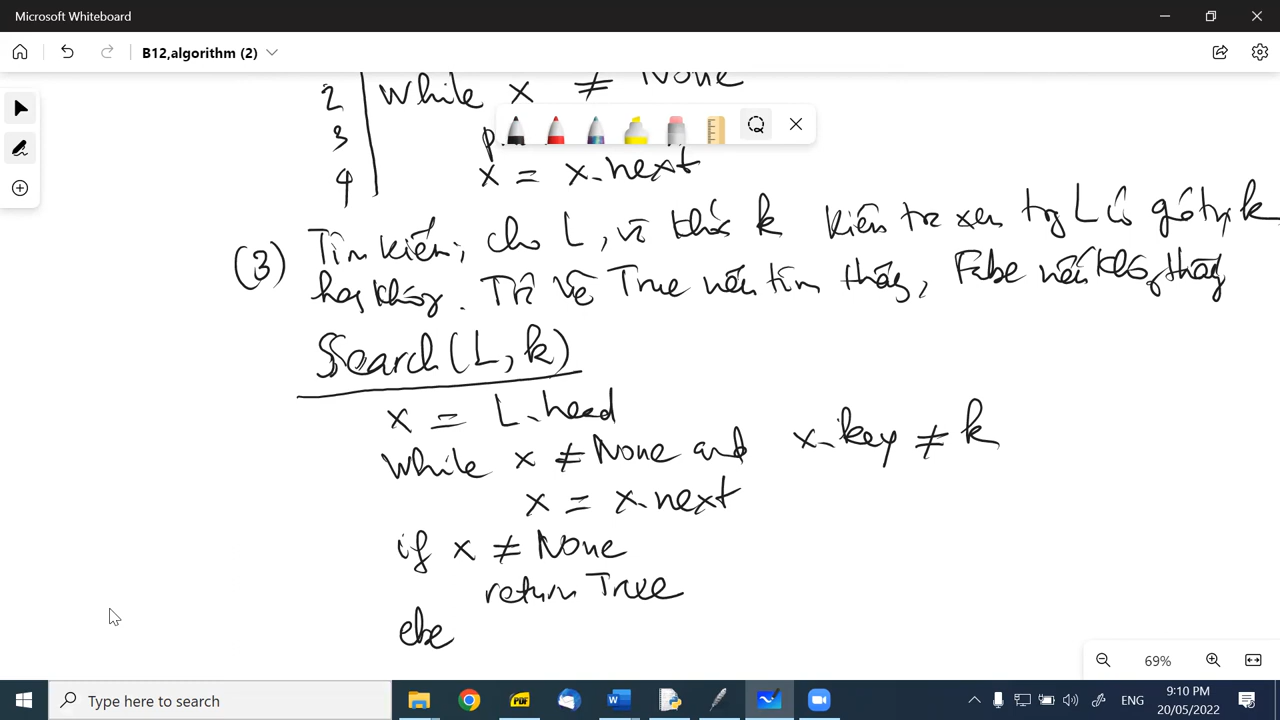 Microsoft Whiteboard
B12,algorithm (2)
2 While x ≠ None
3 p
4 x = x.next
(3) Tìm kiếm; cho L, và khóa k kiểm tra xem trg L có giá trị k
hay không. Trả về True nếu tìm thấy, False nếu không thấy
Search(L, k)
x = L.head
while x ≠ None and x.key ≠ k
x = x.next
if x ≠ None
return True
else
69%
Type here to search
ENG
9:10 PM
20/05/2022